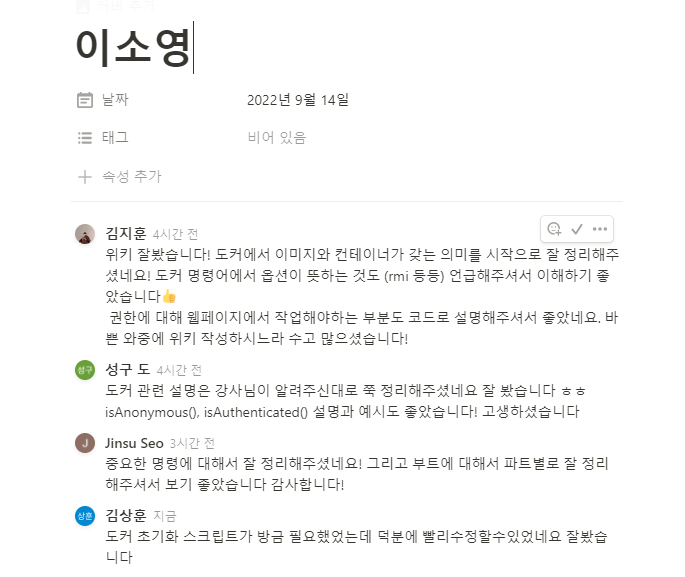 커버 추가
이소영
날짜 2022년 9월 14일
태그 비어 있음
속성 추가
김지훈 4시간 전
위키 잘봤습니다! 도커에서 이미지와 컨테이너가 갖는 의미를 시작으로 잘 정리해주
셨네요! 도커 명령어에서 옵션이 뜻하는 것도 (rmi 등등) 언급해주셔서 이해하기 좋
았습니다👍
권한에 대해 웹페이지에서 작업해야하는 부분도 코드로 설명해주셔서 좋았네요. 바
쁜 와중에 위키 작성하시느라 수고 많으셨습니다!
성구 성구 도 4시간 전
도커 관련 설명은 강사님이 알려주신대로 쭉 정리해주셨네요 잘 봤습니다 ㅎㅎ
isAnonymous(), isAuthenticated() 설명과 예시도 좋았습니다! 고생하셨습니다
J Jinsu Seo 3시간 전
중요한 명령에 대해서 잘 정리해주셨네요! 그리고 부트에 대해서 파트별로 잘 정리
해주셔서 보기 좋았습니다 감사합니다!
상훈 김상훈 지금
도커 초기화 스크립트가 방금 필요했었는데 덕분에 빨리수정할수있었네요 잘봤습
니다